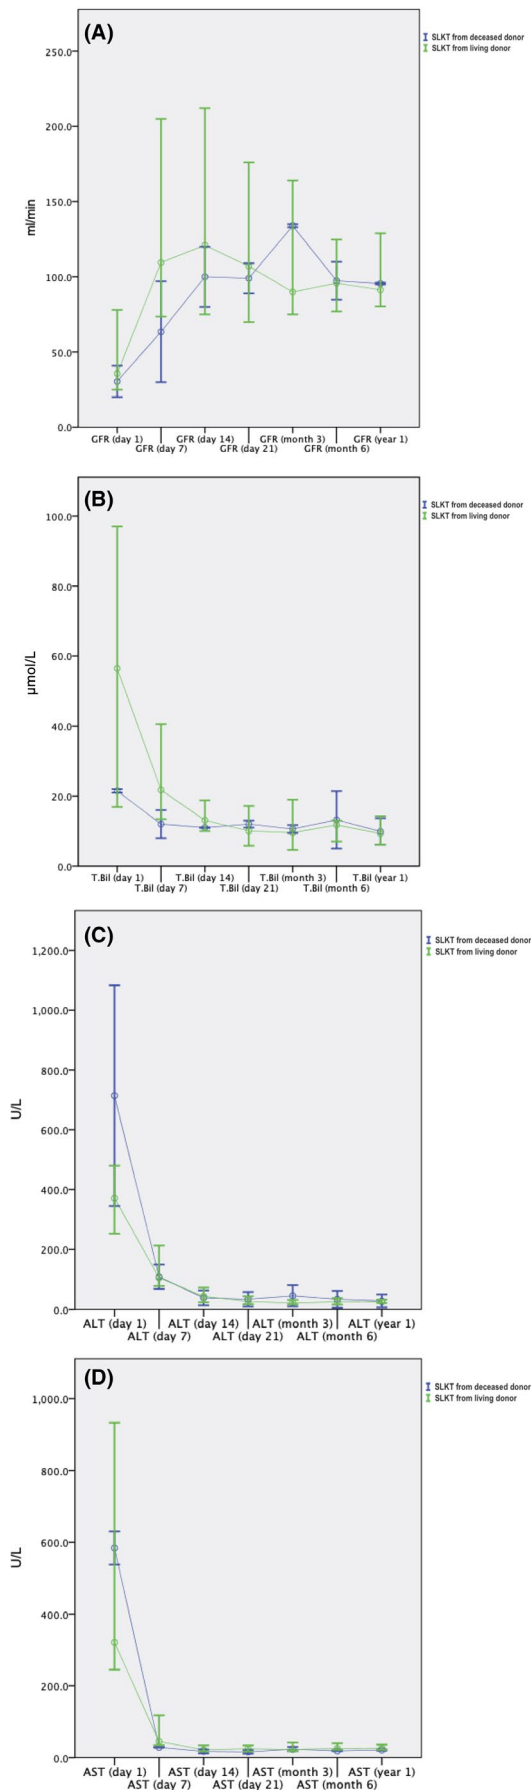 (A)
SLKT from deceased donor
SLKT from living donor
250.0
200.0
150.0
100.0
50.0
0.0
ml/min
GFR (day 1) GFR (day 14) GFR (month 3) GFR (year 1)
GFR (day 7) GFR (day 21) GFR (month 6)
(B)
SLKT from deceased donor
SLKT from living donor
100.0
80.0
60.0
40.0
20.0
0.0
μmol/L
T.Bil (day 1) T.Bil (day 14) T.Bil (month 3) T.Bil (year 1)
T.Bil (day 7) T.Bil (day 21) T.Bil (month 6)
(C)
SLKT from deceased donor
SLKT from living donor
1,200.0
1,000.0
800.0
600.0
400.0
200.0
0.0
U/L
ALT (day 1) ALT (day 14) ALT (month 3) ALT (year 1)
ALT (day 7) ALT (day 21) ALT (month 6)
(D)
SLKT from deceased donor
SLKT from living donor
1,000.0
800.0
600.0
400.0
200.0
0.0
U/L
AST (day 1) AST (day 14) AST (month 3) AST (year 1)
AST (day 7) AST (day 21) AST (month 6)